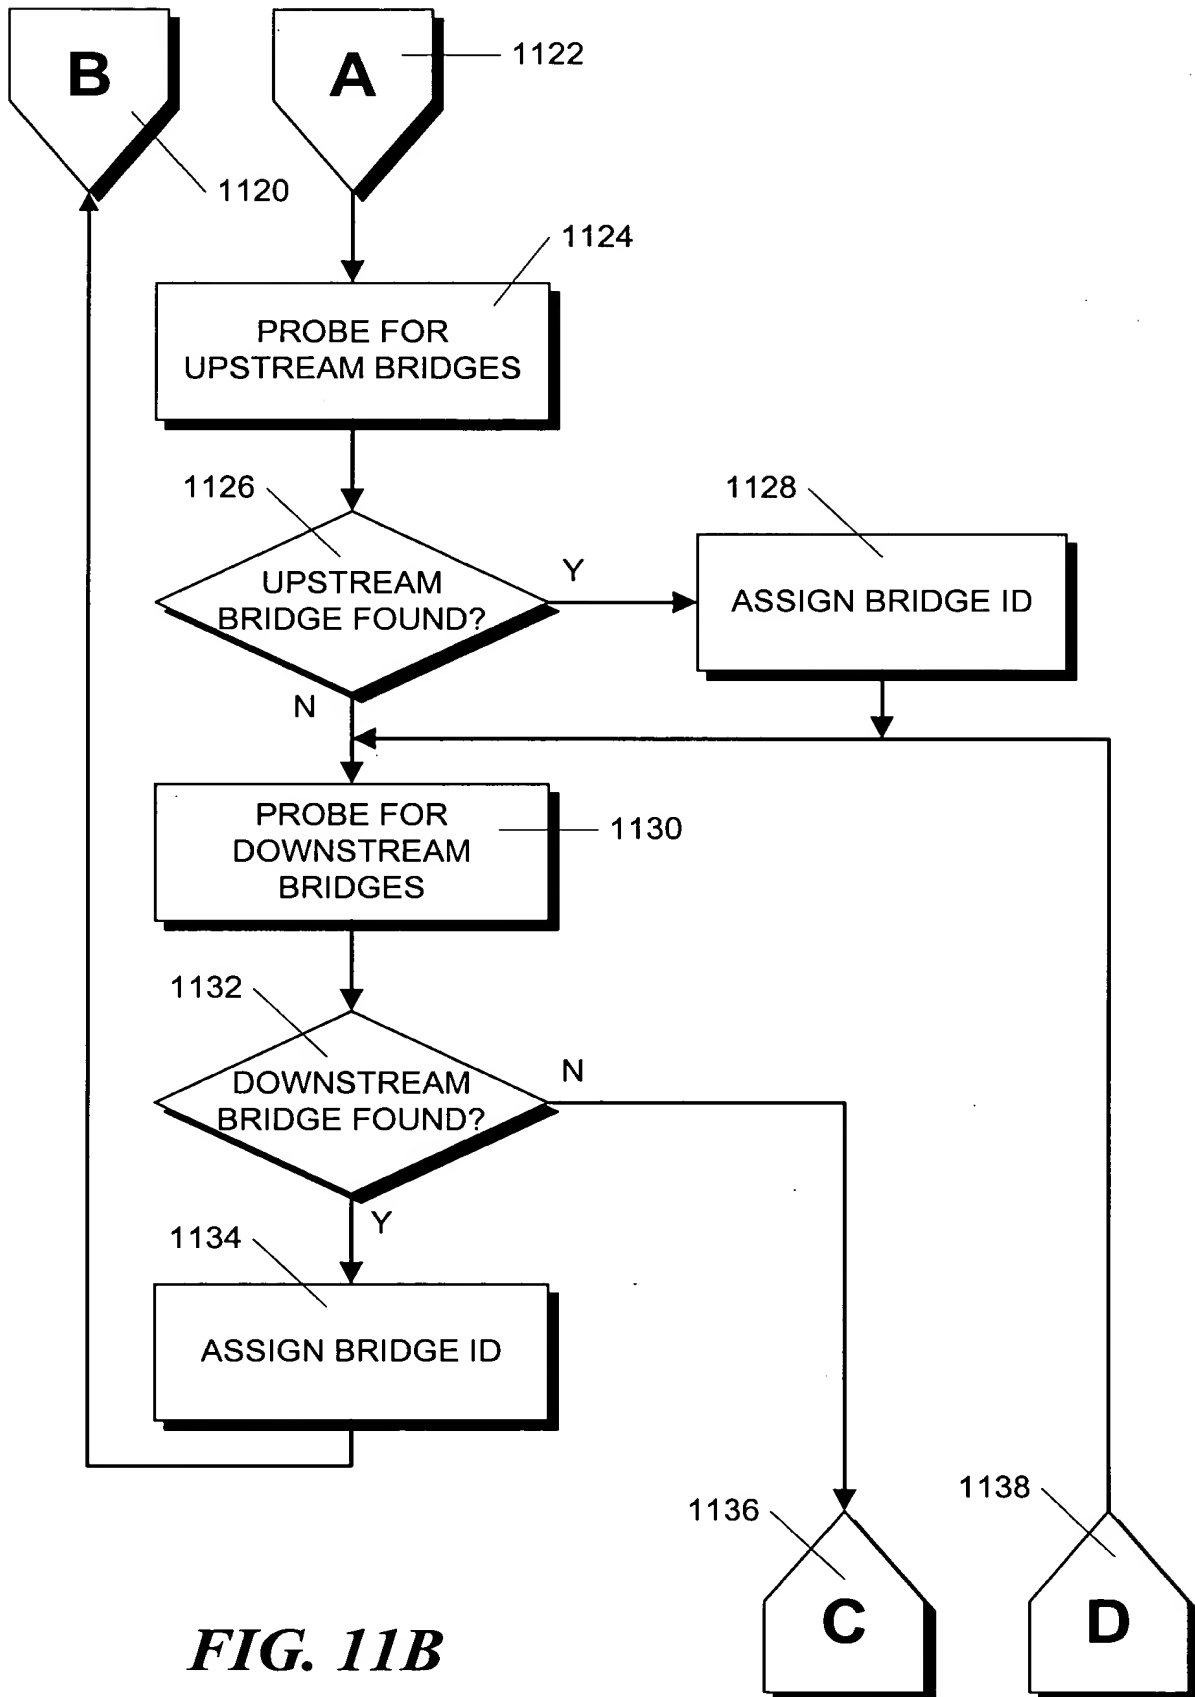 B
A
1122
1120
1124
PROBE FOR
UPSTREAM BRIDGES
1126
1128
UPSTREAM
BRIDGE FOUND?
Y
ASSIGN BRIDGE ID
N
PROBE FOR
DOWNSTREAM
BRIDGES
1130
1132
DOWNSTREAM
BRIDGE FOUND?
N
Y
1134
ASSIGN BRIDGE ID
1136
1138
C
D
FIG. 11B